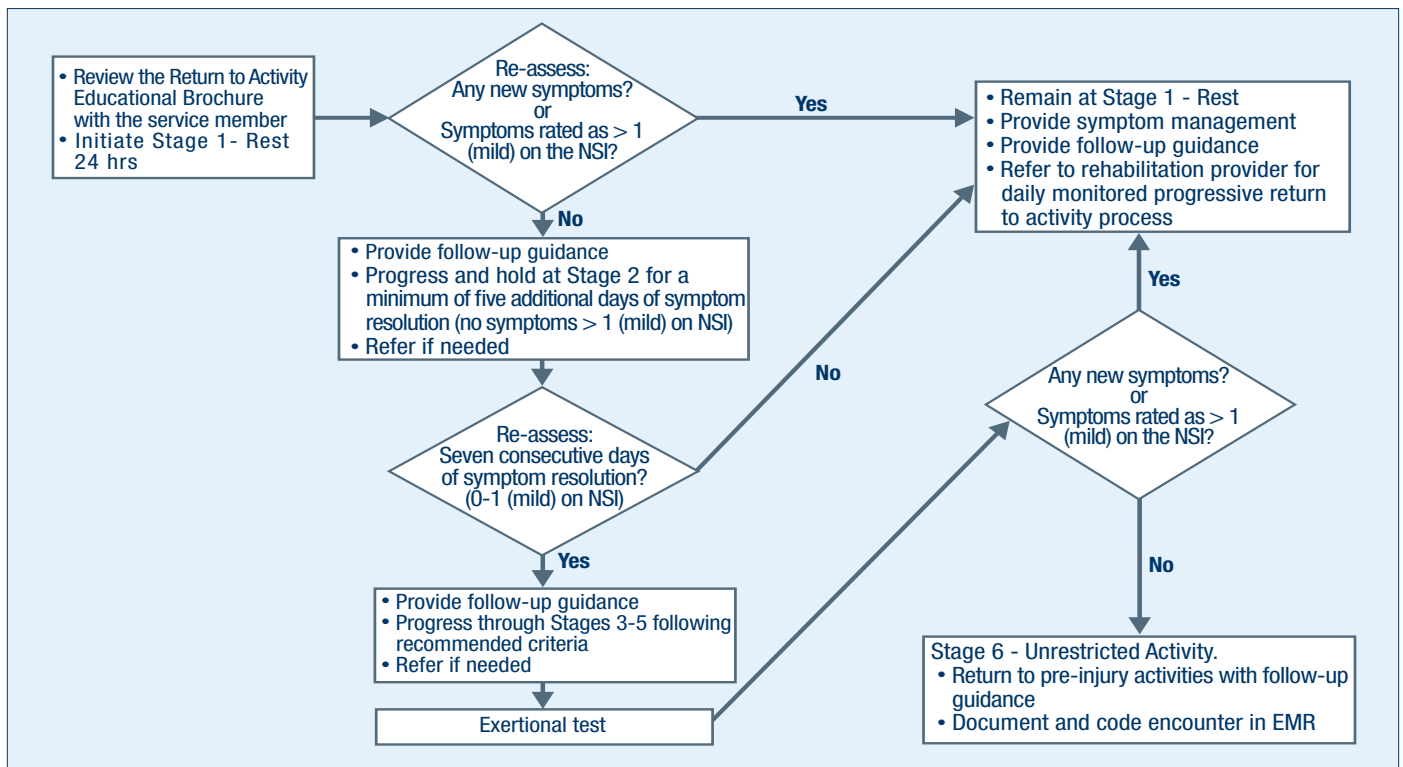 • Review the Return to Activity
Educational Brochure
with the service member
• Initiate Stage 1- Rest
24 hrs
Re-assess:
Any new symptoms?
or
Symptoms rated as > 1
(mild) on the NSI?
Yes
• Remain at Stage 1 - Rest
• Provide symptom management
• Provide follow-up guidance
• Refer to rehabilitation provider for
daily monitored progressive return
to activity process
No
• Provide follow-up guidance
• Progress and hold at Stage 2 for a
minimum of five additional days of symptom
resolution (no symptoms > 1 (mild) on NSI)
• Refer if needed
Re-assess:
Seven consecutive days
of symptom resolution?
(0-1 (mild) on NSI)
No
Yes
• Provide follow-up guidance
• Progress through Stages 3-5 following
recommended criteria
• Refer if needed
Exertional test
Any new symptoms?
or
Symptoms rated as > 1
(mild) on the NSI?
Yes
No
Stage 6 - Unrestricted Activity.
• Return to pre-injury activities with follow-up
guidance
• Document and code encounter in EMR